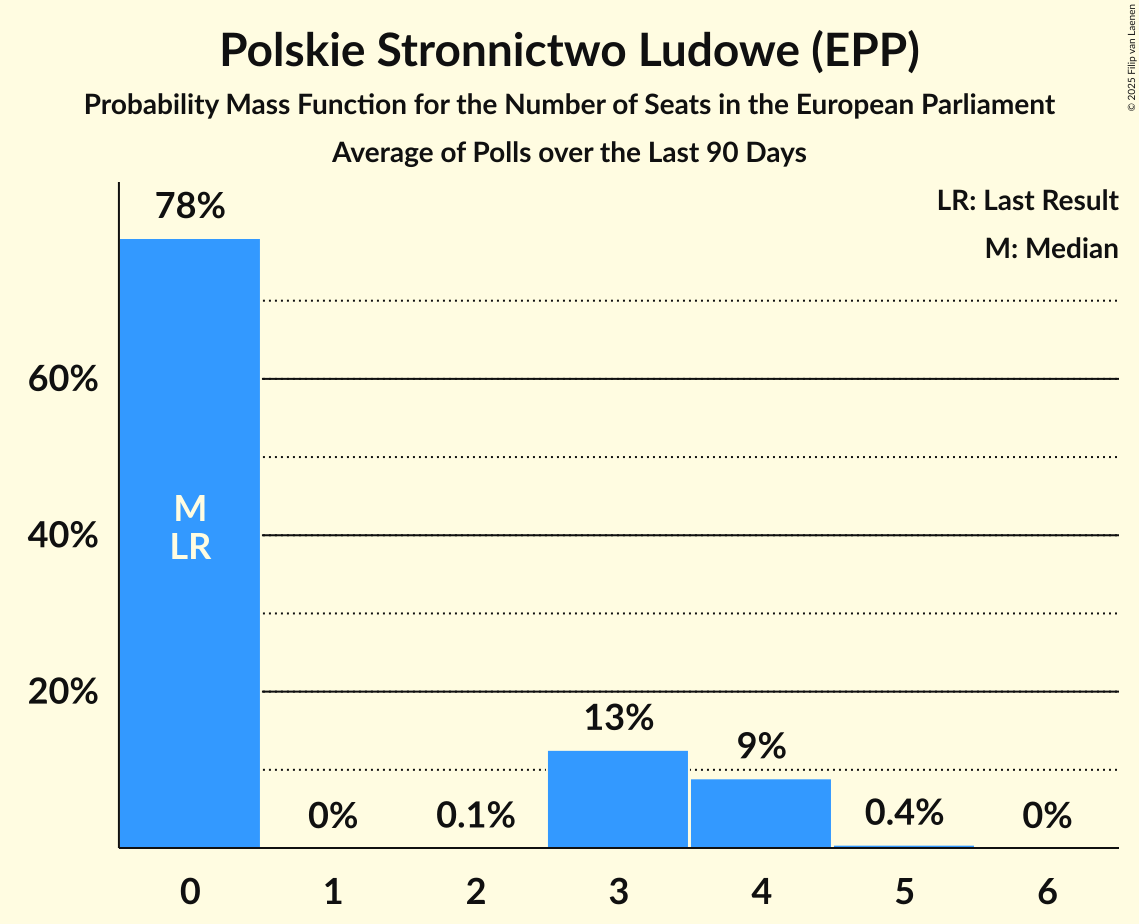 Polskie Stronnictwo Ludowe (EPP)
Probability Mass Function for the Number of Seats in the European Parliament
Average of Polls over the Last 90 Days
© 2025 Filip van Laenen
LR: Last Result
M: Median
78%
60%
40%
20%
M
LR
0%
0.1%
13%
9%
0.4%
0%
0 1 2 3 4 5 6